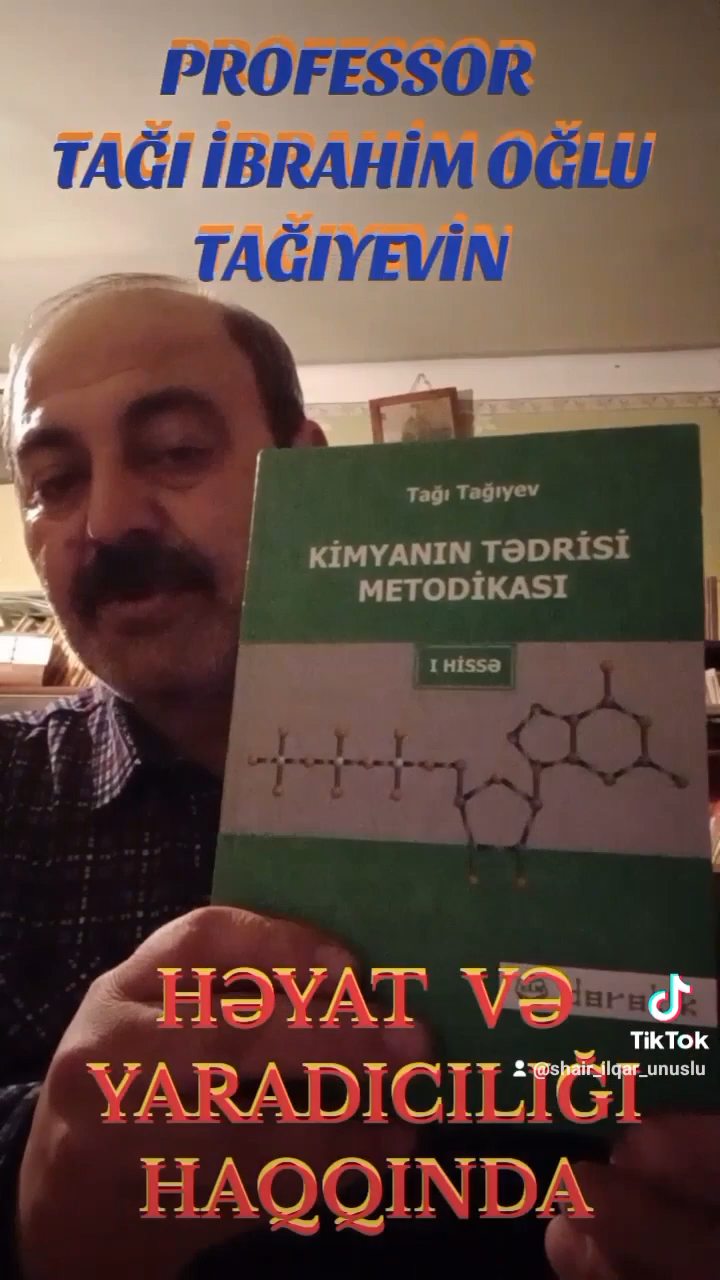 PROFESSOR
TAĞI İBRAHİM OĞLU
TAĞIYEVİN
Tağı Tağıyev
KİMYANIN TƏDRİSİ
METODİKASI
I HİSSƏ
HƏYAT VƏ
YARADICILIĞI
HAQQINDA
TikTok
@shair_ilqar_unuslu